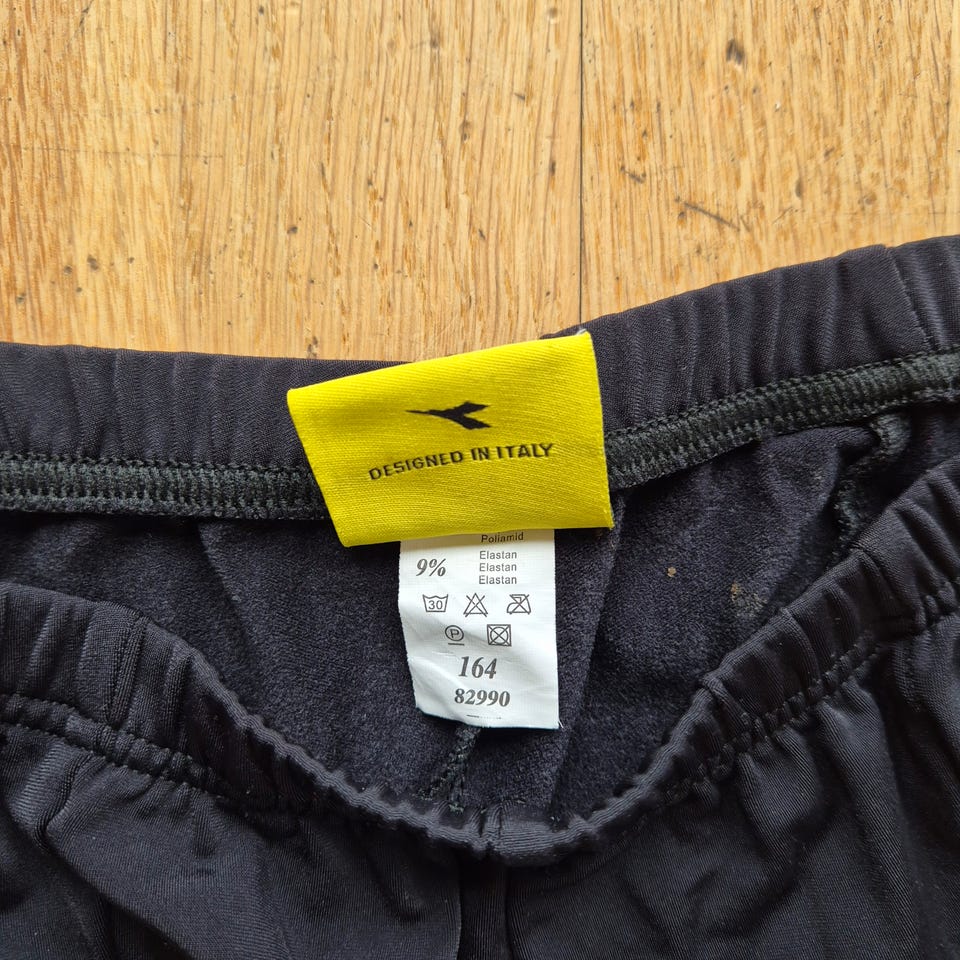 DESIGNED IN ITALY
Poliamid
9% Elastan
Elastan
Elastan
30
P
164
82990